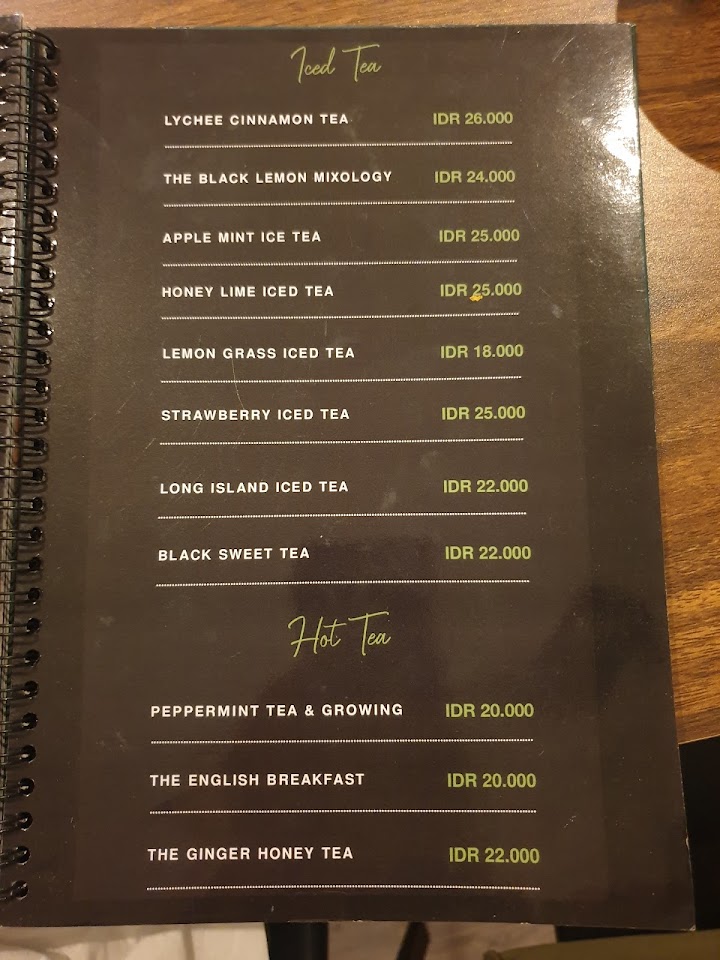 Iced Tea
LYCHEE CINNAMON TEA IDR 26.000
THE BLACK LEMON MIXOLOGY IDR 24.000
APPLE MINT ICE TEA IDR 25.000
HONEY LIME ICED TEA IDR 25.000
LEMON GRASS ICED TEA IDR 18.000
STRAWBERRY ICED TEA IDR 25.000
LONG ISLAND ICED TEA IDR 22.000
BLACK SWEET TEA IDR 22.000
Hot Tea
PEPPERMINT TEA & GROWING IDR 20.000
THE ENGLISH BREAKFAST IDR 20.000
THE GINGER HONEY TEA IDR 22.000